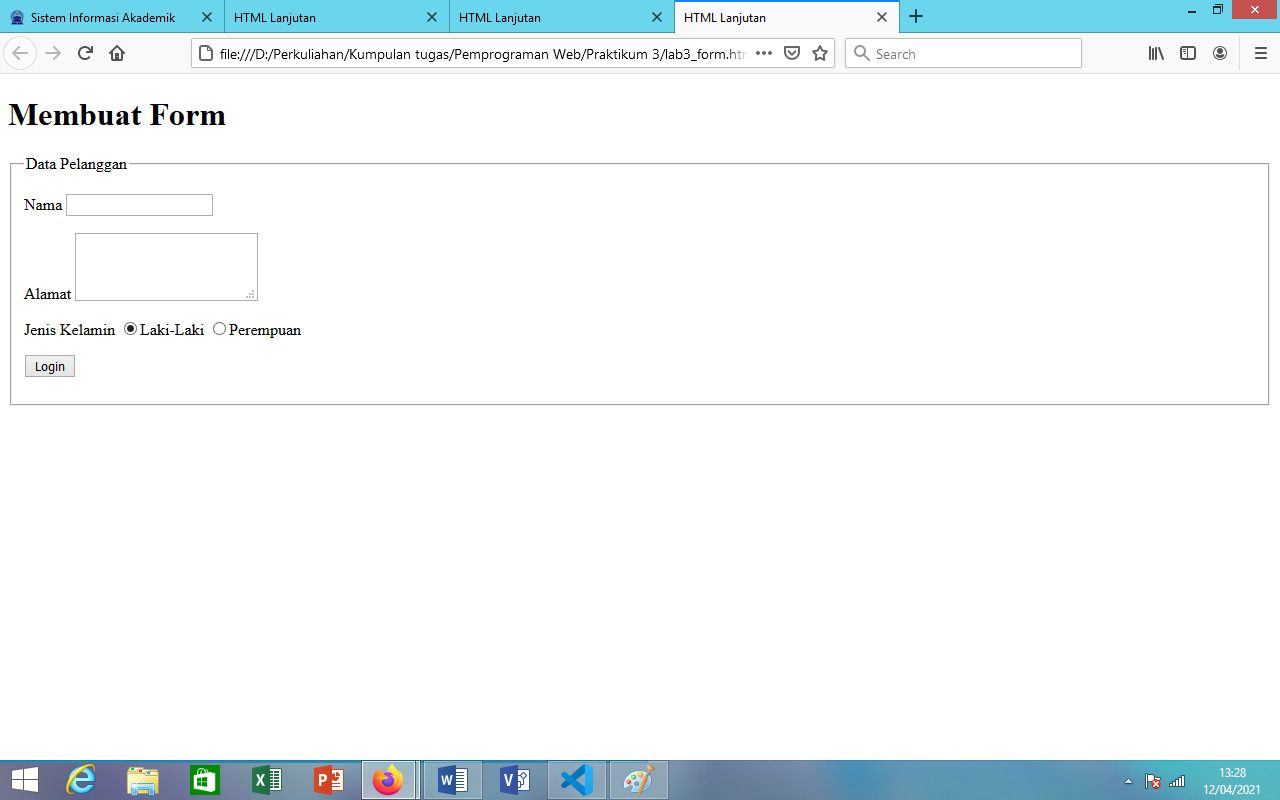 Sistem Informasi Akademik
HTML Lanjutan
HTML Lanjutan
HTML Lanjutan
file:///D:/Perkuliahan/Kumpulan tugas/Pemprograman Web/Praktikum 3/lab3_form.htm
Search
Membuat Form
Data Pelanggan
Nama
Alamat
Jenis Kelamin Laki-Laki Perempuan
Login
13:28
12/04/2021